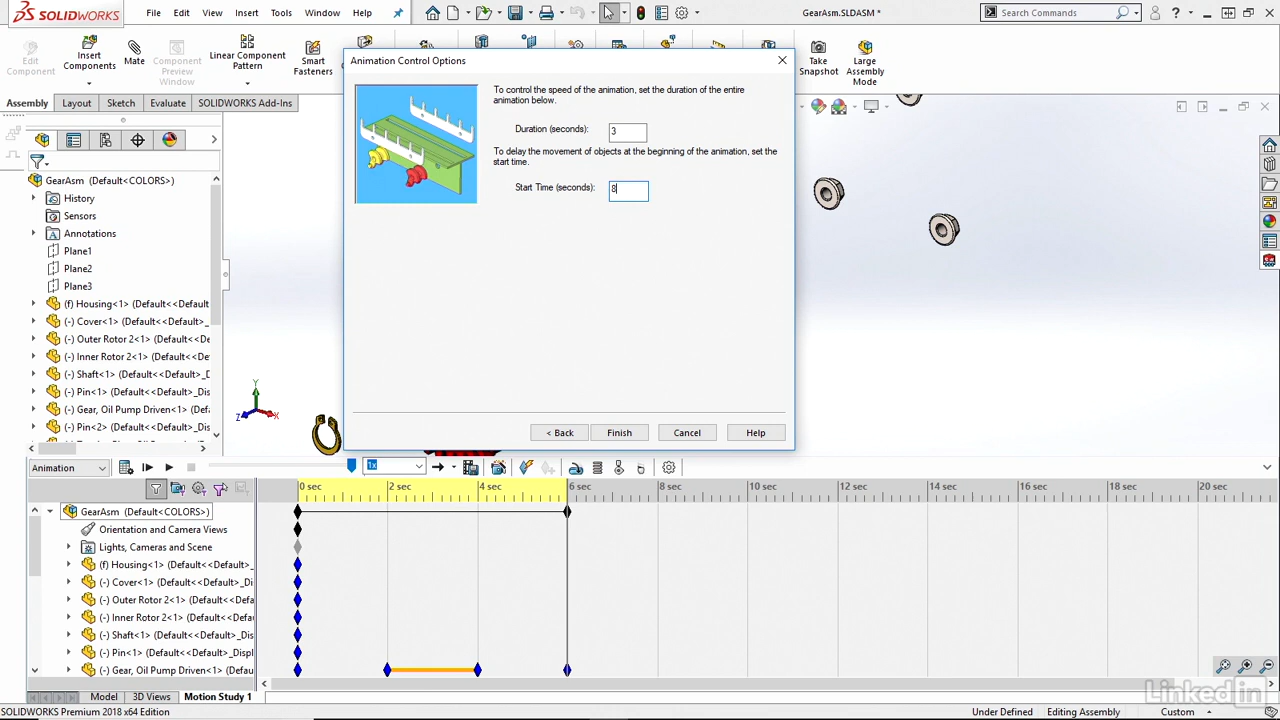 SOLIDWORKS
File Edit View Insert Tools Window Help
GearAsm.SLDASM *
Search Commands
Edit Component
Insert Components
Mate
Component Preview Window
Linear Component Pattern
Smart Fasteners
Take Snapshot
Large Assembly Mode
Assembly Layout Sketch Evaluate SOLIDWORKS Add-Ins
Animation Control Options
To control the speed of the animation, set the duration of the entire
animation below.
Duration (seconds): 3
To delay the movement of objects at the beginning of the animation, set the
start time.
Start Time (seconds): 8
< Back Finish Cancel Help
GearAsm (Default<COLORS>)
History
Sensors
Annotations
Plane1
Plane2
Plane3
(f) Housing<1> (Default<<Default
(-) Cover<1> (Default<<Default>_
(-) Outer Rotor 2<1> (Default<<D
(-) Inner Rotor 2<1> (Default<<D
(-) Shaft<1> (Default<<Default>_D
(-) Pin<1> (Default<<Default>_Dis
(-) Gear, Oil Pump Driven<1> (De
(-) Pin<2> (Default<<Default>_Dis
Y
Z
X
Animation
1x
0 sec 2 sec 4 sec 6 sec 8 sec 10 sec 12 sec 14 sec 16 sec 18 sec 20 sec
GearAsm (Default<COLORS>)
Orientation and Camera Views
Lights, Cameras and Scene
(f) Housing<1> (Default<<Default>_
(-) Cover<1> (Default<<Default>_Di
(-) Outer Rotor 2<1> (Default<<Def
(-) Inner Rotor 2<1> (Default<<Def
(-) Shaft<1> (Default<<Default>_Dis
(-) Pin<1> (Default<<Default>_Displ
(-) Gear, Oil Pump Driven<1> (Defau
Model 3D Views Motion Study 1
SOLIDWORKS Premium 2018 x64 Edition
Under Defined Editing Assembly Custom
Linked in